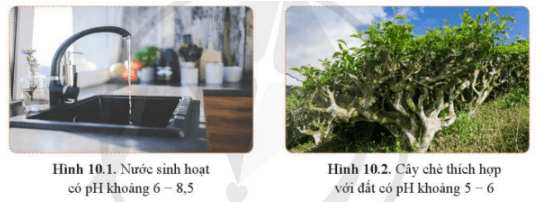 Hình 10.1. Nước sinh hoạt
có pH khoảng 6 − 8,5
Hình 10.2. Cây chè thích hợp
với đất có pH khoảng 5 − 6